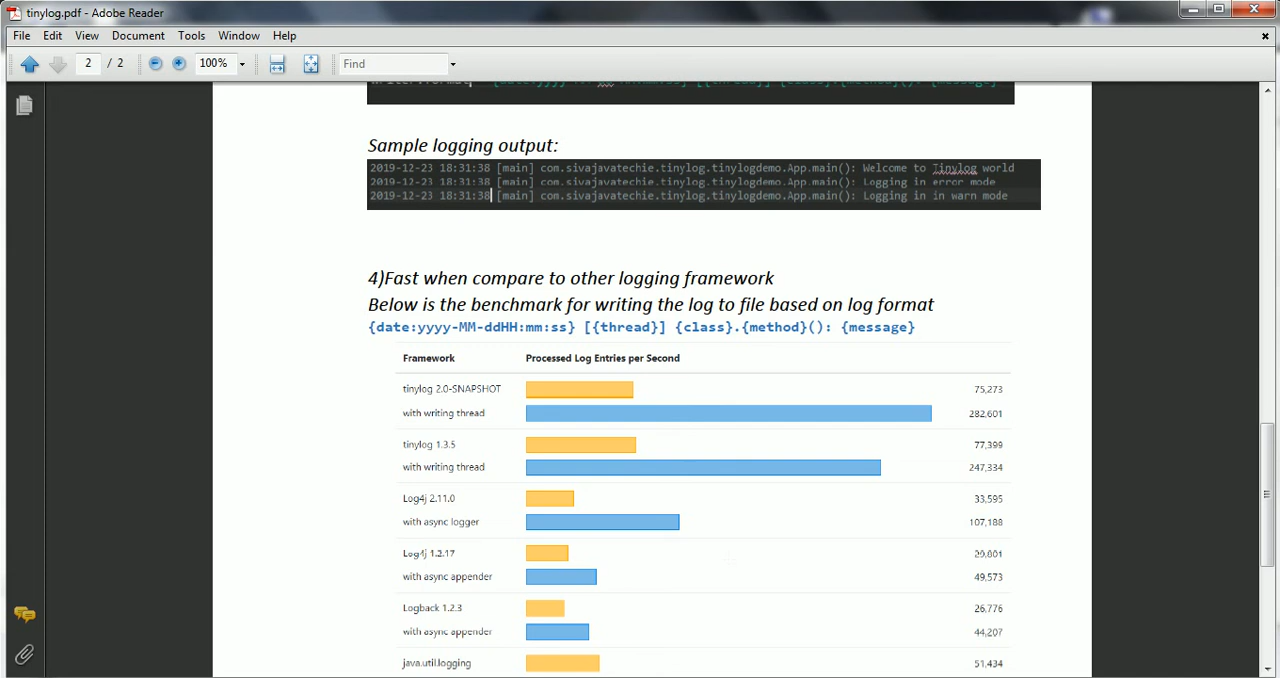 tinylog.pdf - Adobe Reader
File Edit View Document Tools Window Help
2 / 2 100% Find
Sample logging output:
2019-12-23 18:31:38 [main] com.sivajavatechie.tinylog.tinylogdemo.App.main(): Welcome to Tinylog world
2019-12-23 18:31:38 [main] com.sivajavatechie.tinylog.tinylogdemo.App.main(): Logging in error mode
2019-12-23 18:31:38 [main] com.sivajavatechie.tinylog.tinylogdemo.App.main(): Logging in in warn mode
4)Fast when compare to other logging framework
Below is the benchmark for writing the log to file based on log format
{date:yyyy-MM-ddHH:mm:ss} [{thread}] {class}.{method}(): {message}
Framework Processed Log Entries per Second
tinylog 2.0-SNAPSHOT 75,273
with writing thread 282,601
tinylog 1.3.5 77,399
with writing thread 247,334
Log4j 2.11.0 33,595
with async logger 107,188
Log4j 1.2.17 29,801
with async appender 49,573
Logback 1.2.3 26,776
with async appender 44,207
java.util.logging 51,434